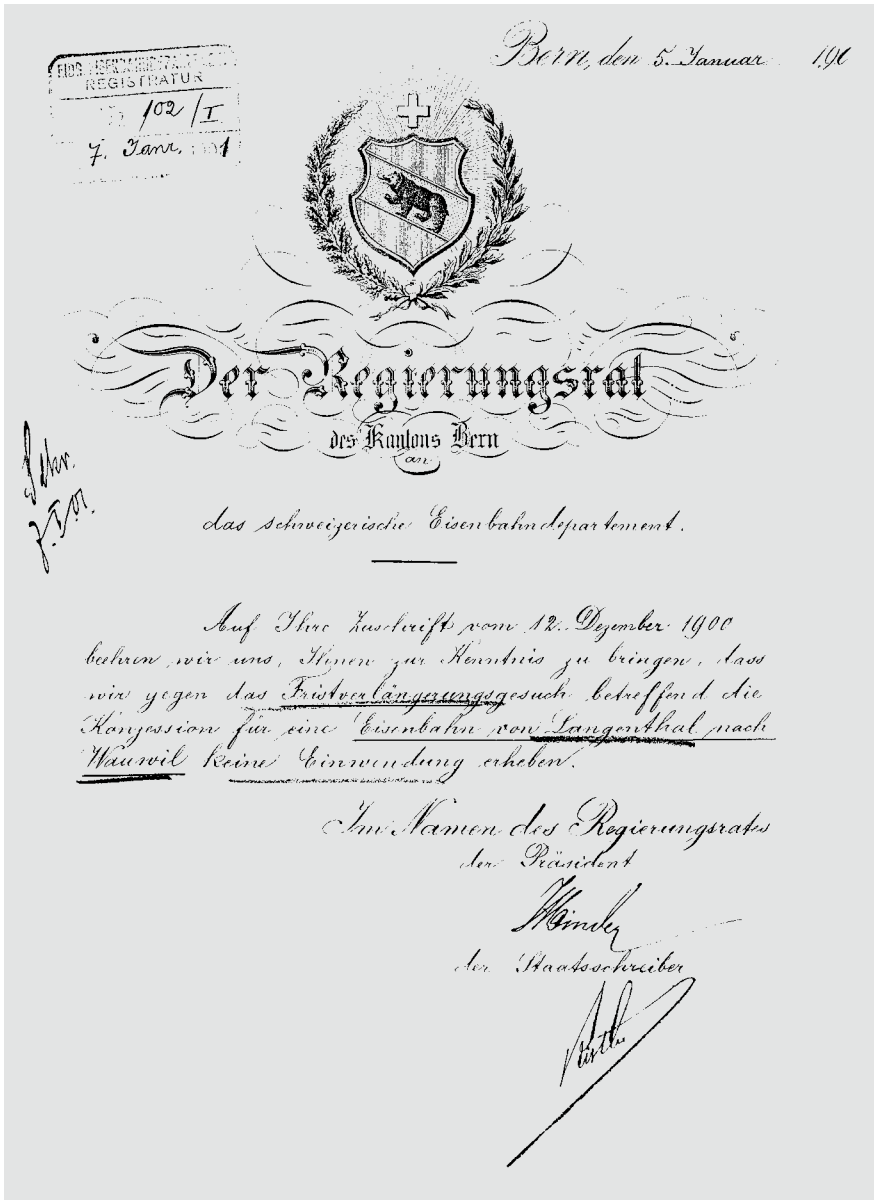 Bern, den 5. Januar 190
REGISTRATUR
102/I
7. Janr. 1901
Der Regierungsrat
des Kantons Bern
an
das schweizerische Eisenbahndepartement.
Auf Ihre Zuschrift vom 12. Dezember 1900
beehren wir uns, Ihnen zur Kenntnis zu bringen, dass
wir gegen das Fristverlängerungsgesuch betreffend die
Konzession für eine Eisenbahn von Langenthal nach
Wauwil keine Einwendung erheben.
Im Namen des Regierungsrates
der Präsident
Minder
der Staatsschreiber